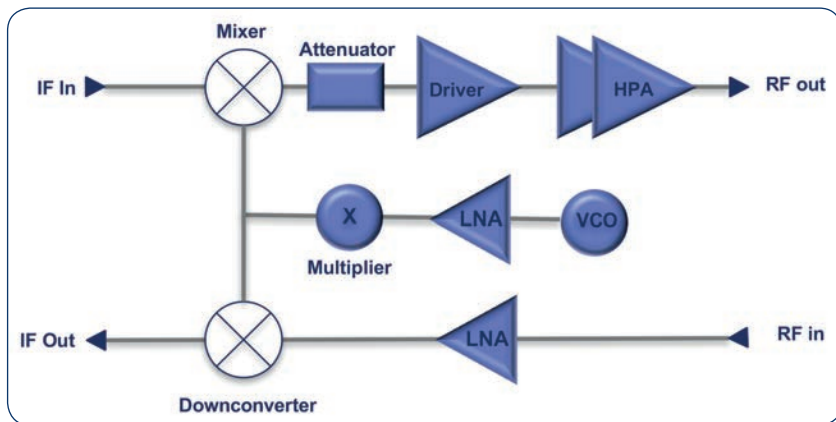 Mixer
Attenuator
IF In
Driver
HPA
RF out
X
LNA
VCO
Multiplier
IF Out
LNA
RF in
Downconverter